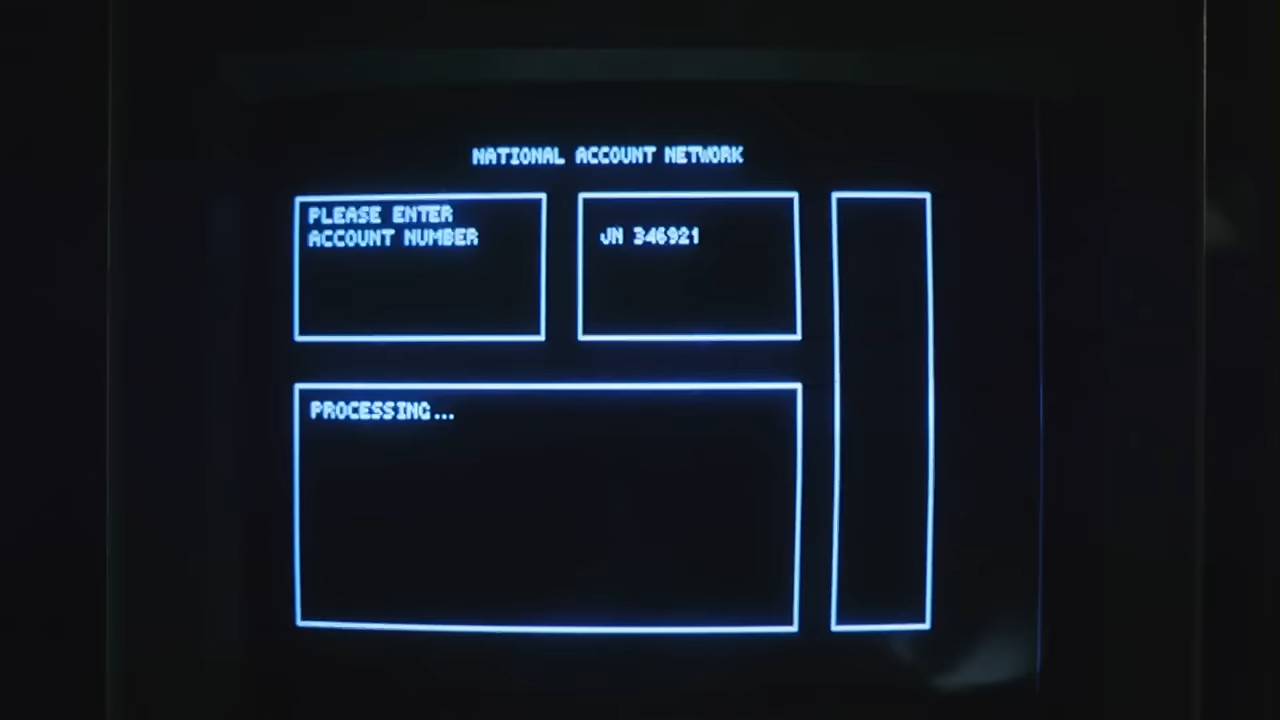 NATIONAL ACCOUNT NETWORK
PLEASE ENTER
ACCOUNT NUMBER
JN 346921
PROCESSING...